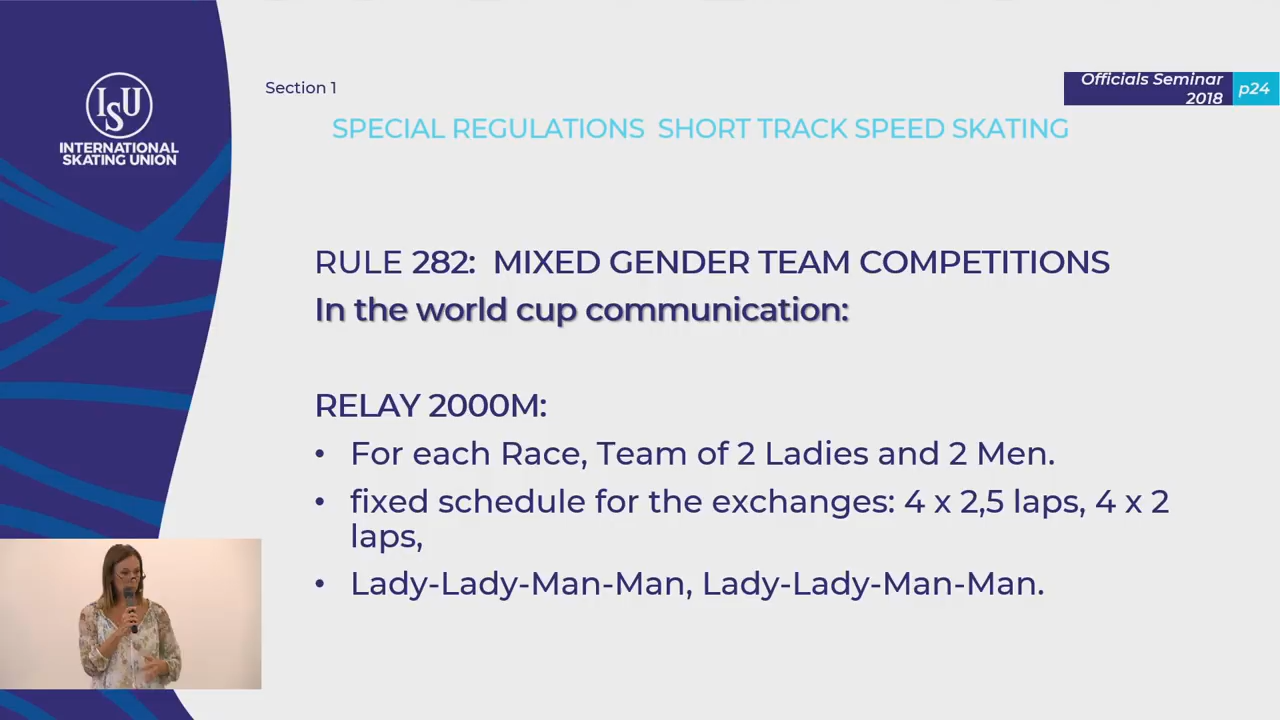 ISU
INTERNATIONAL
SKATING UNION
Section 1
Officials Seminar
2018
p24
SPECIAL REGULATIONS  SHORT TRACK SPEED SKATING
RULE 282:  MIXED GENDER TEAM COMPETITIONS
In the world cup communication:
RELAY 2000M:
• For each Race, Team of 2 Ladies and 2 Men.
• fixed schedule for the exchanges: 4 x 2,5 laps, 4 x 2
laps,
• Lady-Lady-Man-Man, Lady-Lady-Man-Man.